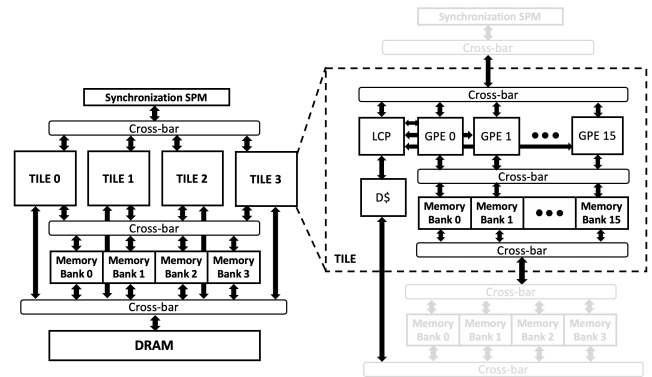 Synchronization SPM
Cross-bar
TILE 0
TILE 1
TILE 2
TILE 3
Cross-bar
Memory Bank 0
Memory Bank 1
Memory Bank 2
Memory Bank 3
Cross-bar
DRAM
Synchronization SPM
Cross-bar
Cross-bar
LCP
GPE 0
GPE 1
GPE 15
Cross-bar
D$
Memory
Bank 0
Memory
Bank 1
Memory
Bank 15
Cross-bar
TILE
Cross-bar
Memory
Bank 0
Memory
Bank 1
Memory
Bank 2
Memory
Bank 3
Cross-bar